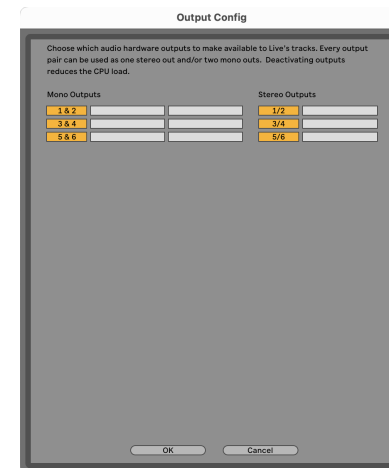 Output Config
Choose which audio hardware outputs to make available to Live's tracks. Every output
pair can be used as one stereo out and/or two mono outs. Deactivating outputs
reduces the CPU load.
Mono Outputs
1 & 2
3 & 4
5 & 6
Stereo Outputs
1/2
3/4
5/6
OK
Cancel